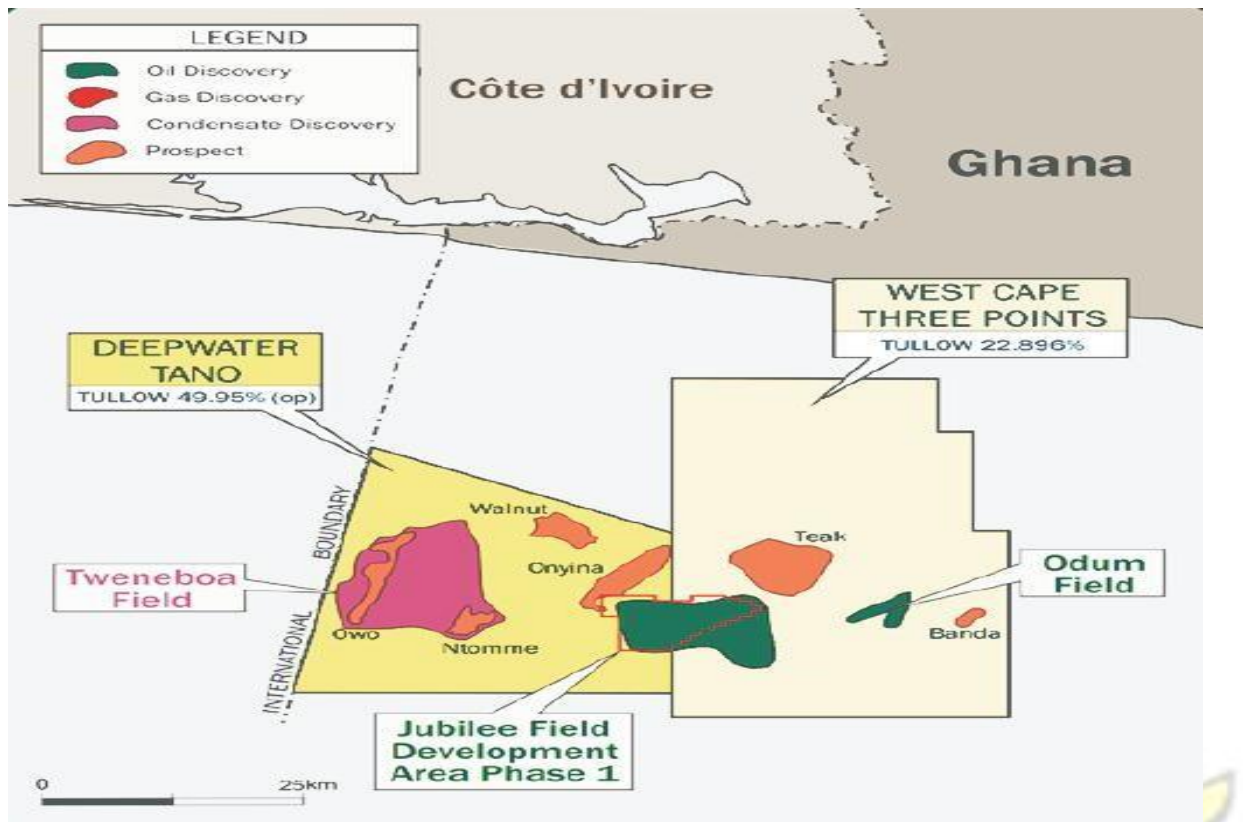 LEGEND
Oil Discovery
Gas Discovery
Condensate Discovery
Prospect
Côte d'Ivoire
Ghana
WEST CAPE
THREE POINTS
TULLOW 22.896%
DEEPWATER
TANO
TULLOW 49.95% (op)
INTERNATIONAL BOUNDARY
Walnut
Onyina
Teak
Tweneboa
Field
Odum
Field
Owo
Ntomme
Banda
Jubilee Field
Development
Area Phase 1
0 25km